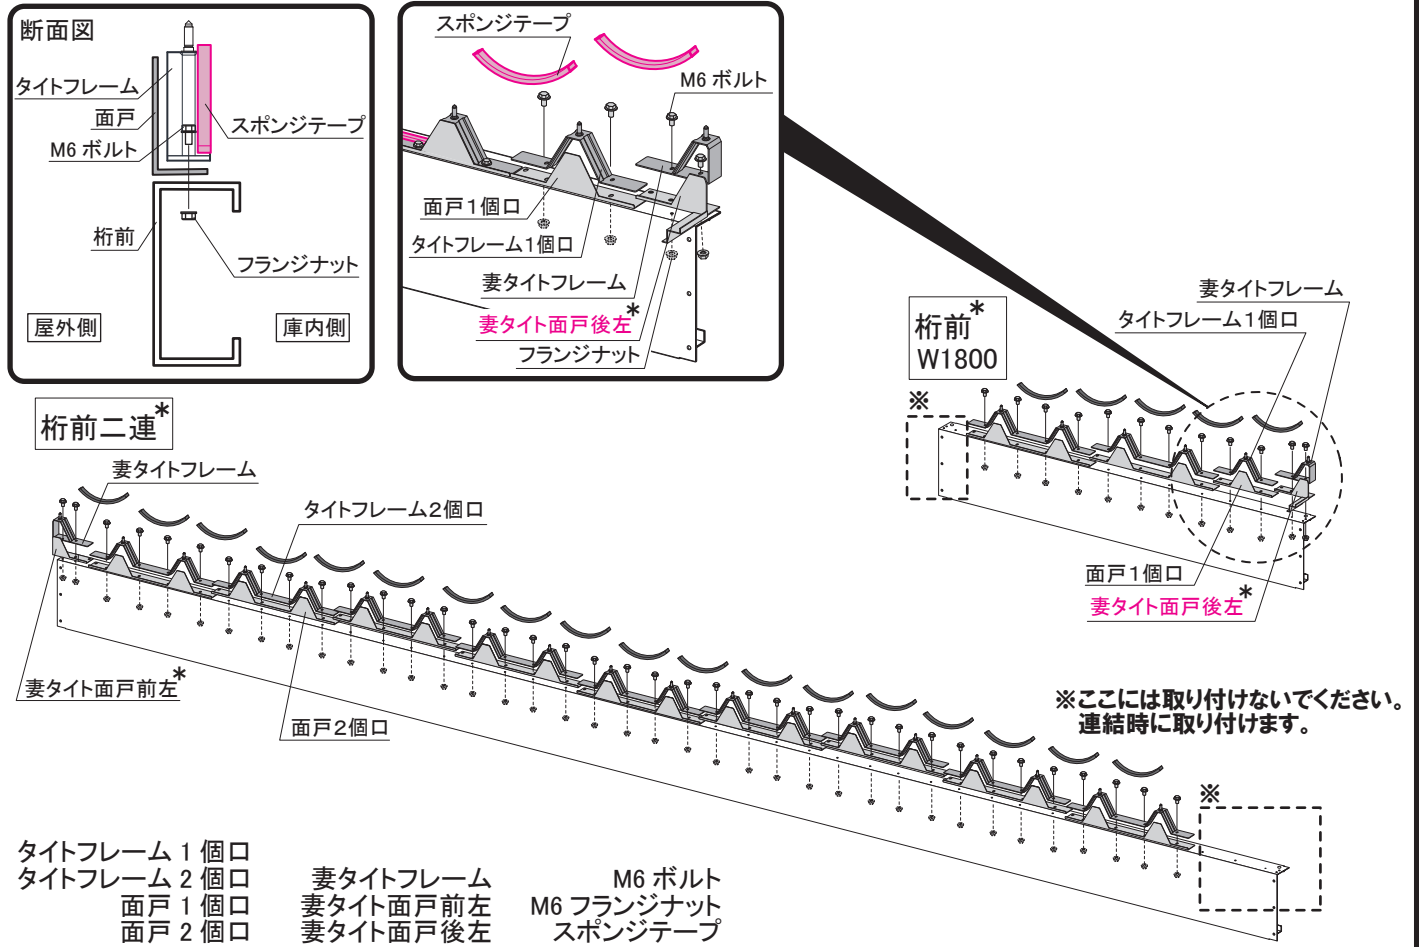 断面図
タイトフレーム
面戸
M6 ボルト
スポンジテープ
桁前
フランジナット
屋外側
庫内側
スポンジテープ
M6 ボルト
面戸1個口
タイトフレーム1個口
妻タイトフレーム
妻タイト面戸後左*
フランジナット
桁前*
W1800
※
妻タイトフレーム
タイトフレーム1個口
面戸1個口
妻タイト面戸後左*
桁前二連*
妻タイトフレーム
タイトフレーム2個口
妻タイト面戸前左*
面戸2個口
※ここには取り付けないでください。
連結時に取り付けます。
※
タイトフレーム 1 個口
タイトフレーム 2 個口
面戸 1 個口
面戸 2 個口
妻タイトフレーム
妻タイト面戸前左
妻タイト面戸後左
M6 ボルト
M6 フランジナット
スポンジテープ